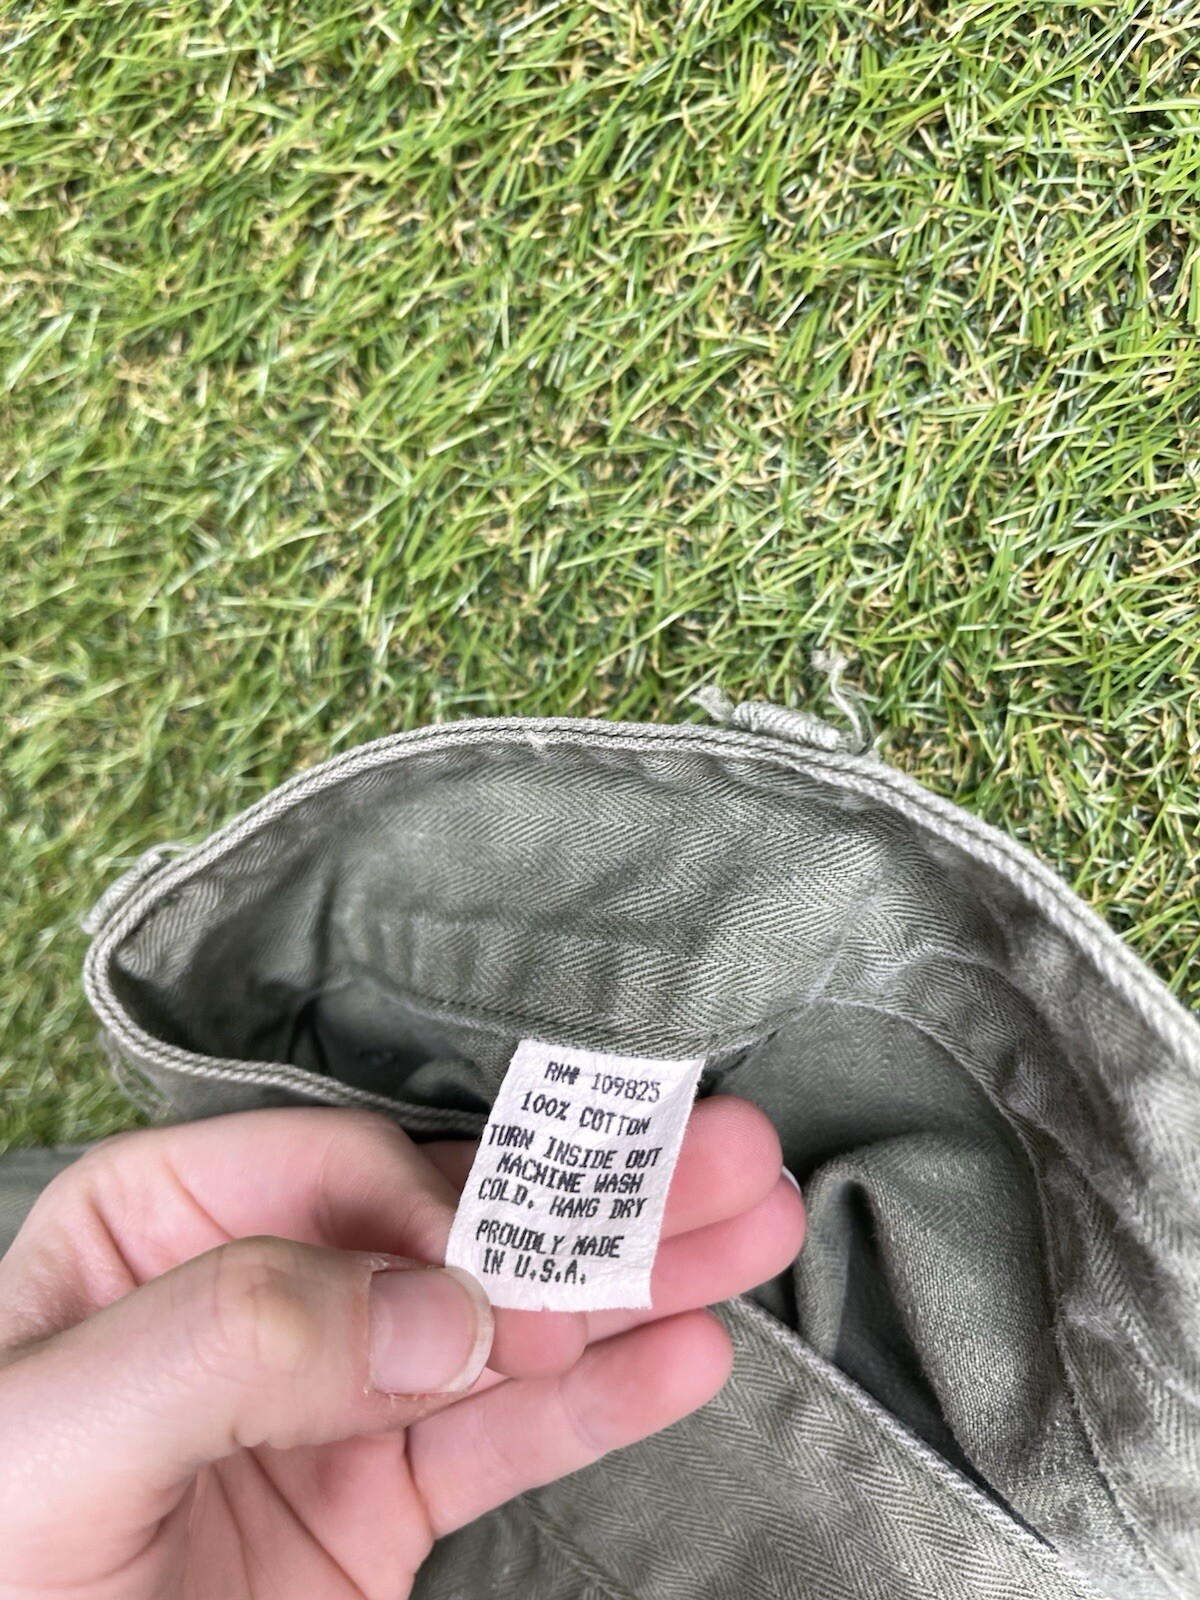 RN# 109825
100% COTTON
TURN INSIDE OUT
MACHINE WASH
COLD. HANG DRY
PROUDLY MADE
IN U.S.A.